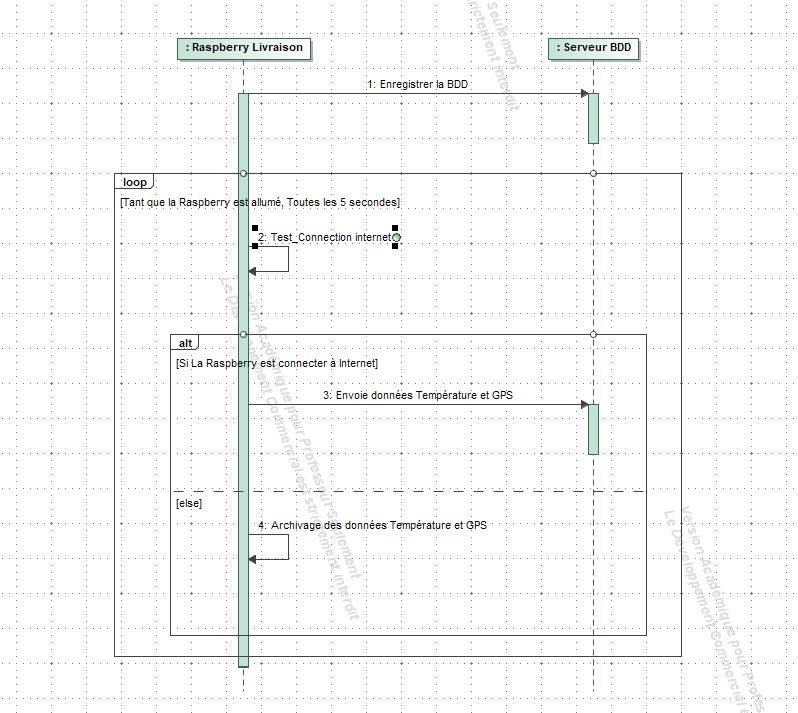 : Raspberry Livraison
: Serveur BDD
Seulement
strictement interdit
1: Enregistrer la BDD
loop
[Tant que la Raspberry est allumé, Toutes les 5 secondes]
2: Test_Connection internet
alt
[Si La Raspberry est connecter à Internet]
3: Envoie données Température et GPS
[else]
4: Archivage des données Température et GPS
Version Académique pour Professeur Seulement
Le Développement Commercial est strictement interdit
Version Académique pour
Le Développement Commercial